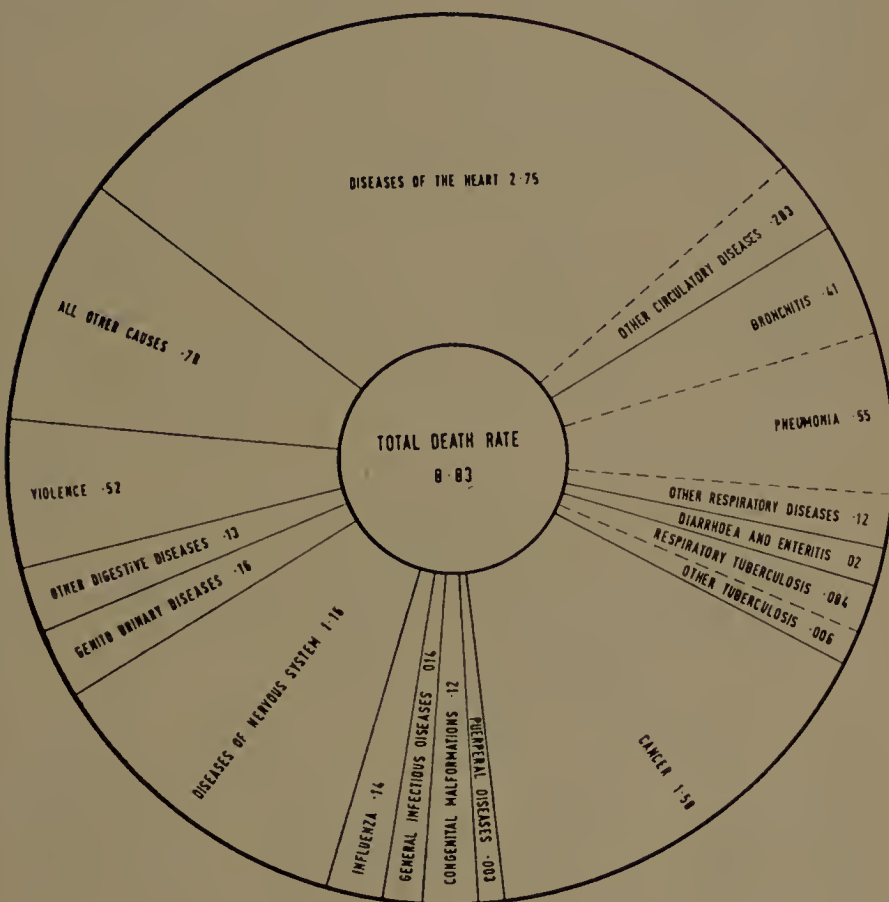 DISEASES OF THE HEART 2·75
OTHER CIRCULATORY DISEASES ·203
BRONCHITIS ·41
PNEUMONIA ·55
OTHER RESPIRATORY DISEASES ·12
DIARRHOEA AND ENTERITIS 02
RESPIRATORY TUBERCULOSIS ·084
OTHER TUBERCULOSIS ·006
CANCER 1·58
PUERPERAL DISEASES ·003
CONGENITAL MALFORMATIONS ·12
GENERAL INFECTIOUS DISEASES 014
INFLUENZA ·14
DISEASES OF NERVOUS SYSTEM 1·16
GENITO URINARY DISEASES ·16
OTHER DIGESTIVE DISEASES ·13
VIOLENCE ·52
ALL OTHER CAUSES ·78
TOTAL DEATH RATE
8·83